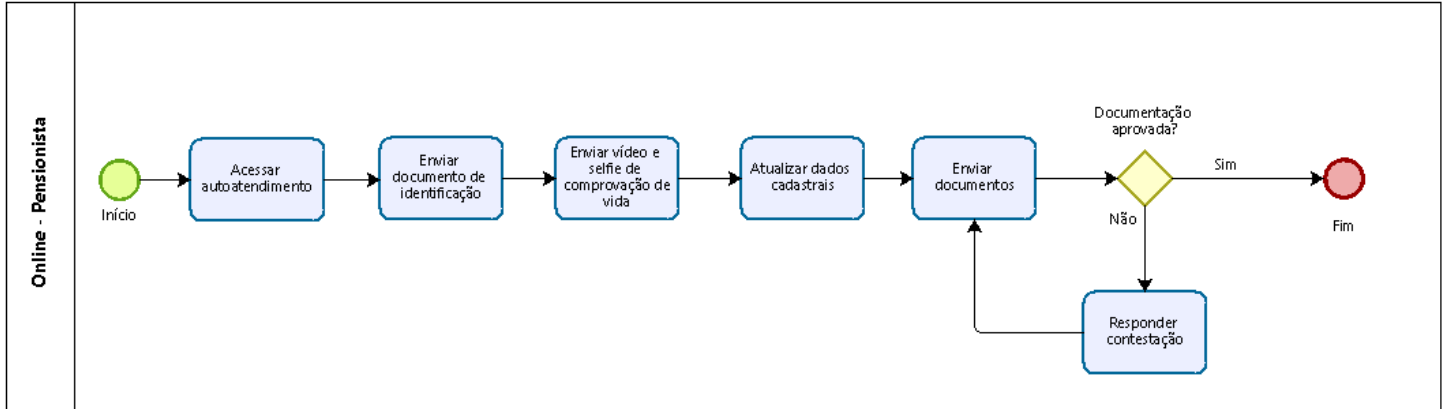 Online - Pensionista
Início
Acessar
autoatendimento
Enviar
documento de
identificação
Enviar vídeo e
selfie de
comprovação de
vida
Atualizar dados
cadastrais
Enviar
documentos
Documentação
aprovada?
Sim
Não
Fim
Responder
contestação